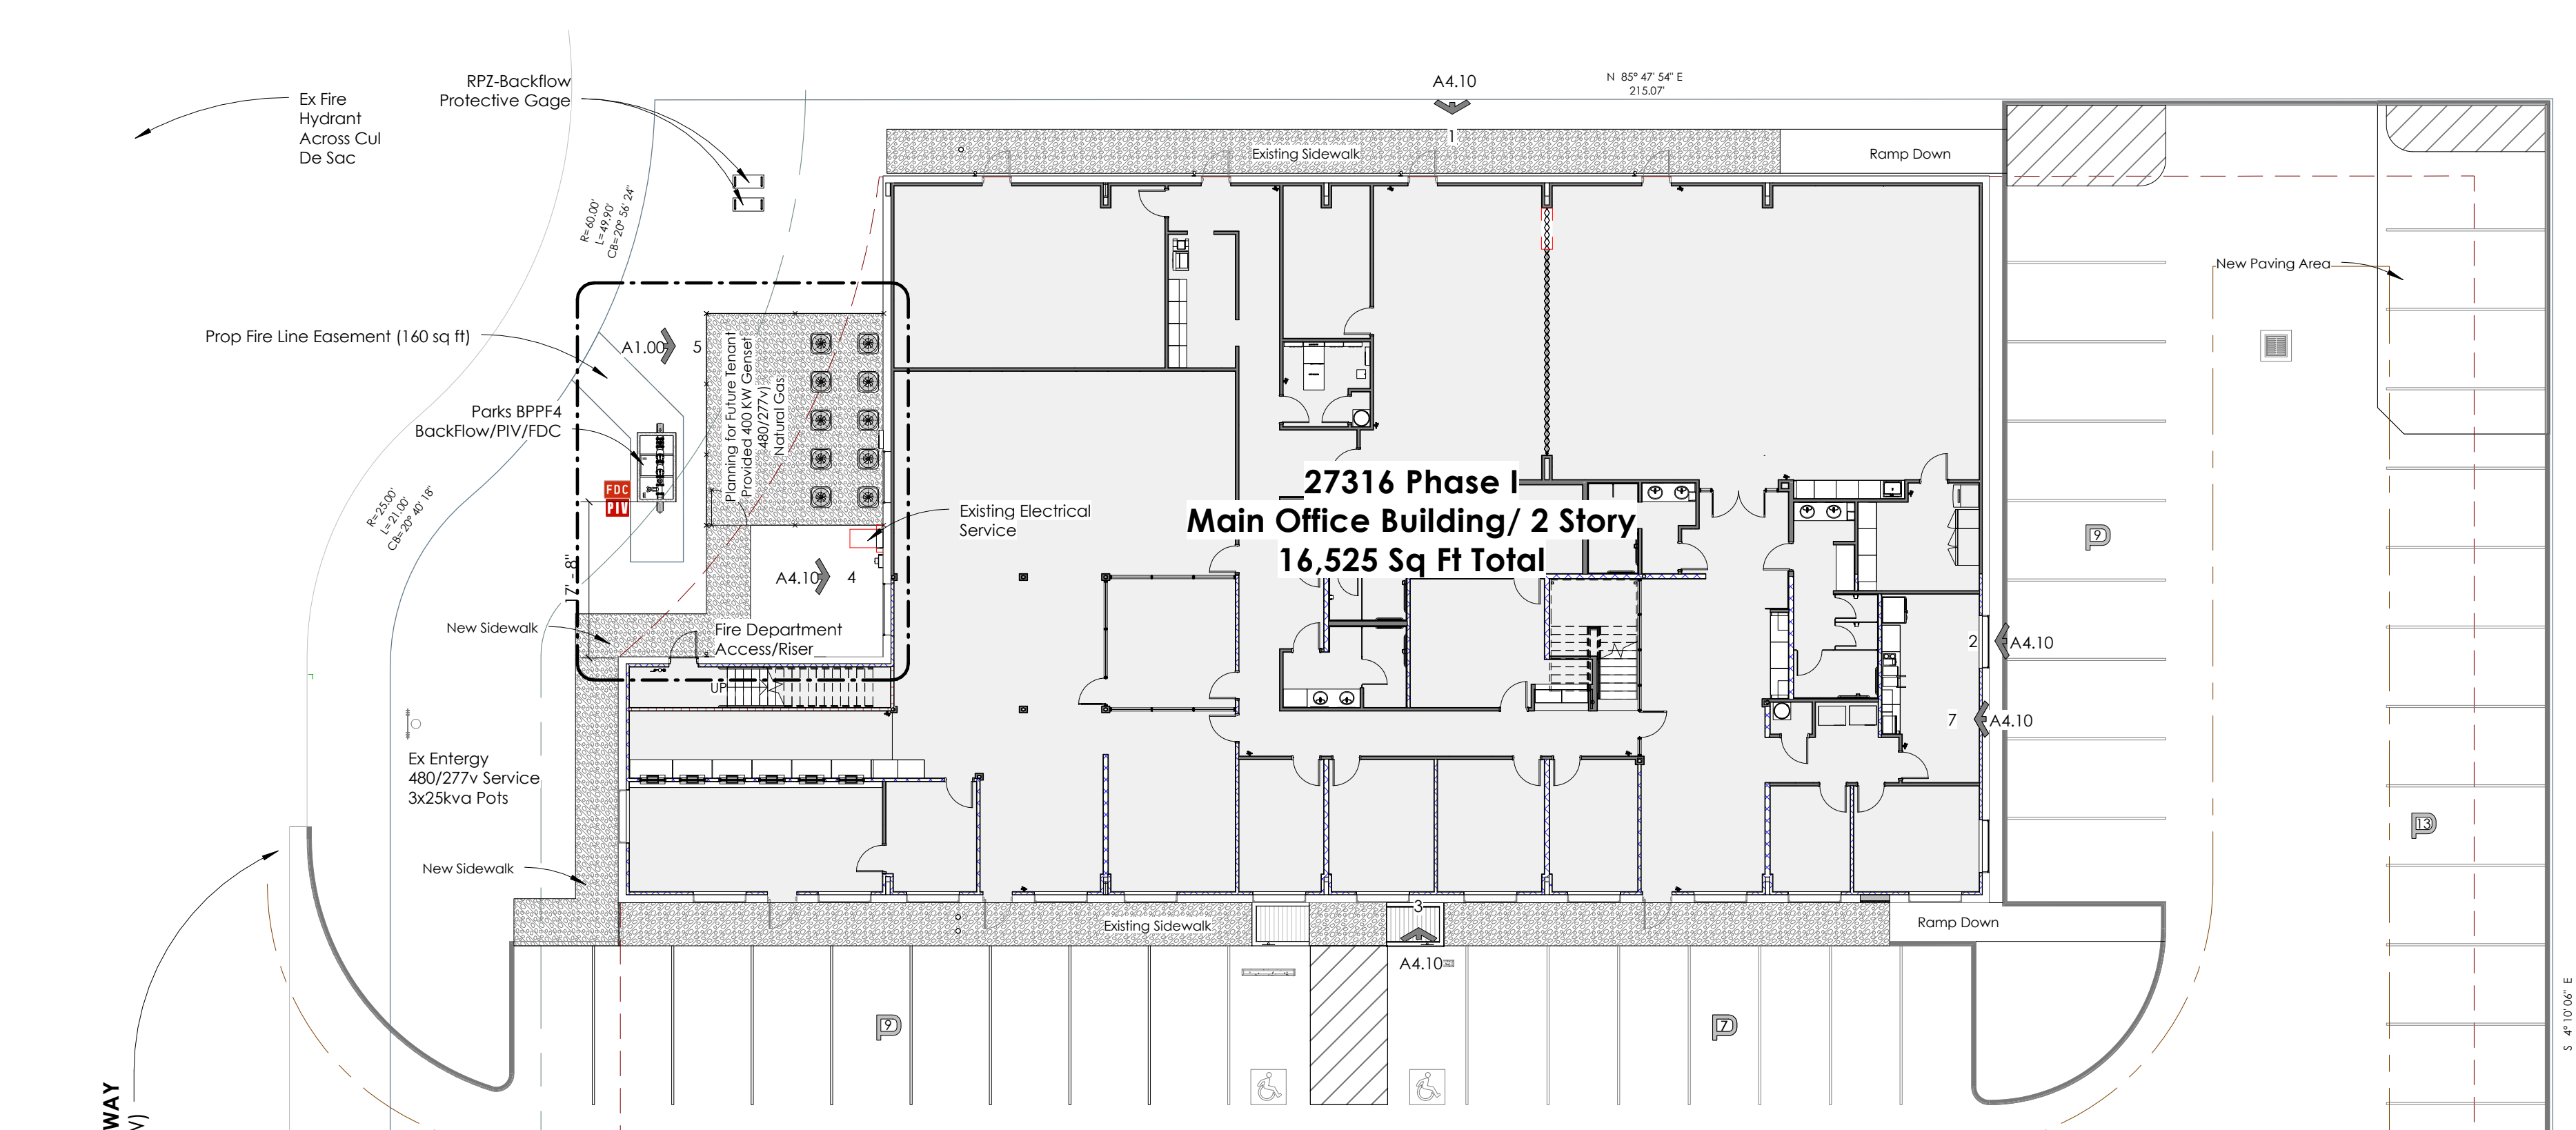 RPZ-Backflow
Protective Gage
Ex Fire
Hydrant
Across Cul
De Sac
A4.10
1
N 85° 47' 54" E
215.07'
Existing Sidewalk
Ramp Down
R=60.00'
L=49.90'
CB=20° 56' 24"
New Paving Area
Prop Fire Line Easement (160 sq ft)
A1.00
5
Planning for Future Tenant
Provided 400 KW Genset
480/277v)
Natural Gas
Parks BPPF4
BackFlow/PIV/FDC
FDC
PIV
R=25.00'
L=21.00'
CB=20° 40' 18"
Existing Electrical
Service
27316 Phase I
Main Office Building/ 2 Story
16,525 Sq Ft Total
9
A4.10
4
17' - 8"
New Sidewalk
Fire Department
Access/Riser
UP
2
A4.10
7
A4.10
Ex Entergy
480/277v Service
3x25kva Pots
13
New Sidewalk
Existing Sidewalk
3
Ramp Down
A4.10
9
7
S 4° 10' 06" E
WAY